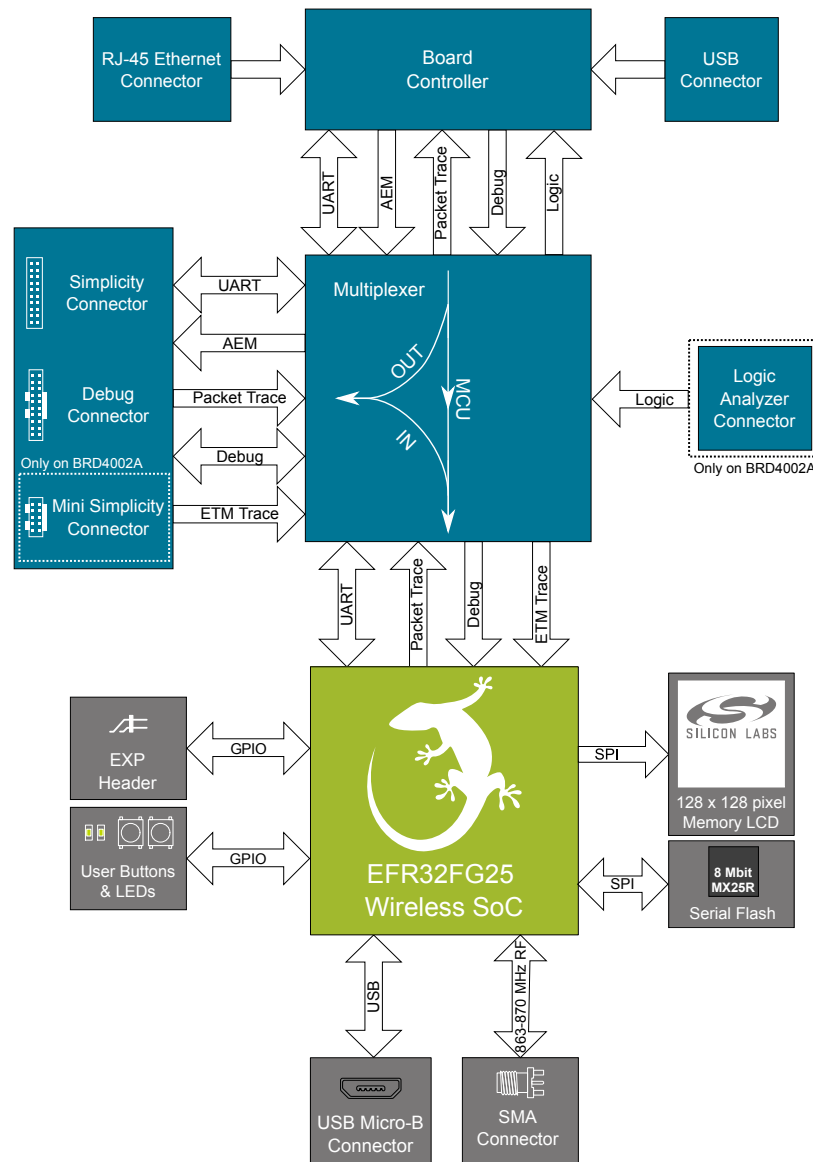 RJ-45 Ethernet
Connector
Board
Controller
USB
Connector
UART
AEM
Packet Trace
Debug
Logic
Simplicity
Connector
Debug
Connector
Only on BRD4002A
Mini Simplicity
Connector
UART
AEM
Packet Trace
Debug
ETM Trace
Multiplexer
OUT
MCU
IN
Logic
Logic
Analyzer
Connector
Only on BRD4002A
UART
Packet Trace
Debug
ETM Trace
EXP
Header
GPIO
User Buttons
& LEDs
GPIO
EFR32FG25
Wireless SoC
SPI
SILICON LABS
128 x 128 pixel
Memory LCD
SPI
8 Mbit
MX25R
Serial Flash
USB
863-870 MHz RF
USB Micro-B
Connector
SMA
Connector